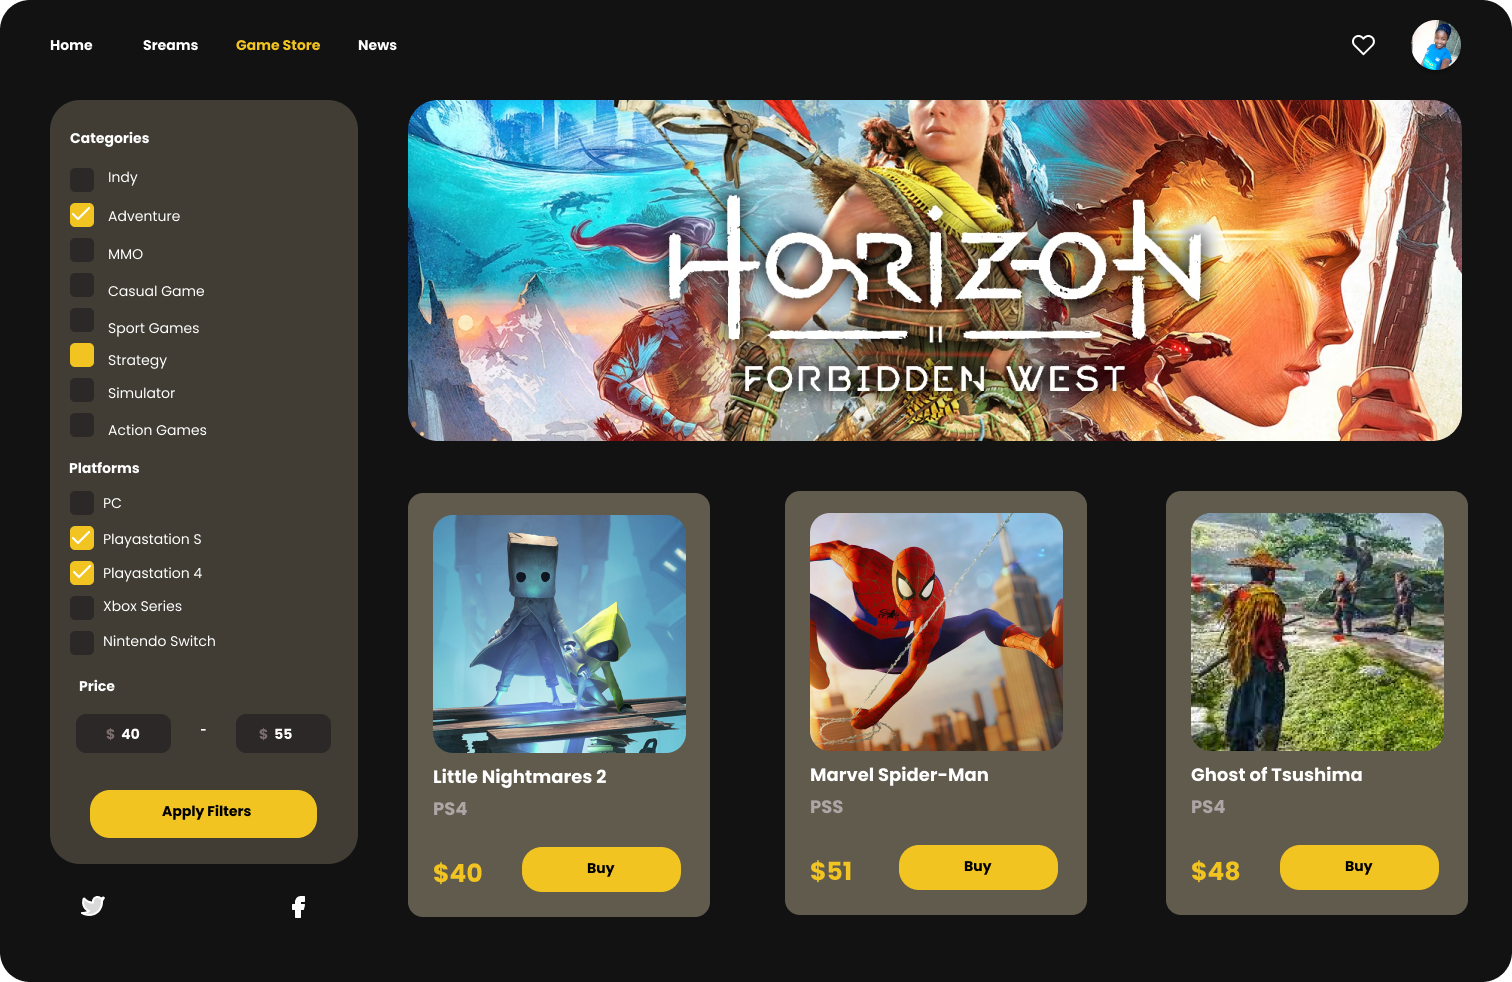 Home Sreams Game Store News
Categories
Indy
Adventure
MMO
Casual Game
Sport Games
Strategy
Simulator
Action Games
Platforms
PC
Playastation S
Playastation 4
Xbox Series
Nintendo Switch
Price
$ 40 - $ 55
Apply Filters
HORIZON
II
FORBIDDEN WEST
Little Nightmares 2
PS4
$40 Buy
Marvel Spider-Man
PSS
$51 Buy
Ghost of Tsushima
PS4
$48 Buy